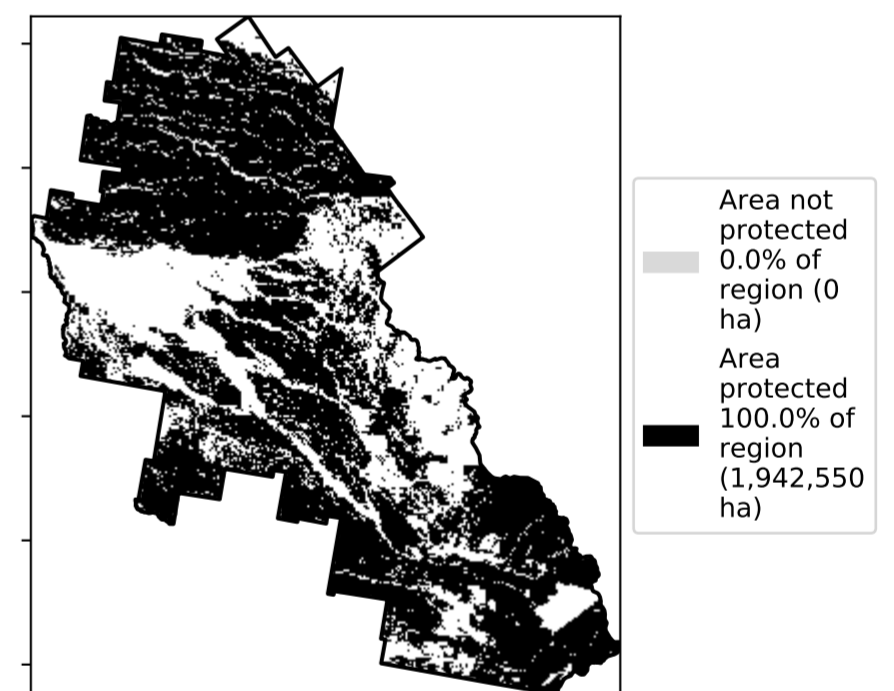 Area not
protected
0.0% of
region (0
ha)
Area
protected
100.0% of
region
(1,942,550
ha)